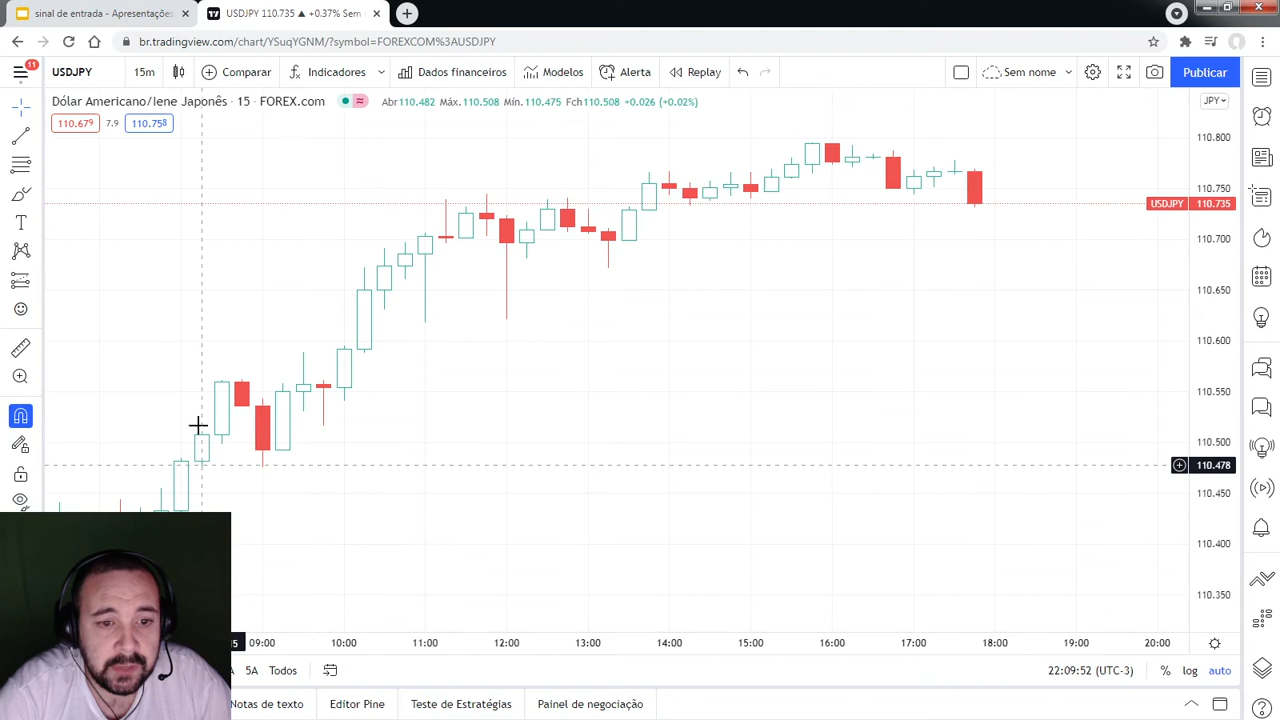 sinal de entrada - Apresentações
USDJPY 110.735 ▲ +0.37% Sem
br.tradingview.com/chart/YSuqYGNM/?symbol=FOREXCOM%3AUSDJPY
11
USDJPY
15m
Comparar
Indicadores
Dados financeiros
Modelos
Alerta
Replay
Sem nome
Publicar
Dólar Americano/Iene Japonês · 15 · FOREX.com
Abr110.482 Máx.110.508 Mín.110.475 Fch110.508 +0.026 (+0.02%)
JPY
110.679
7.9
110.758
110.800
110.750
USDJPY 110.735
110.700
110.650
110.600
110.550
110.500
110.478
110.450
110.400
110.350
15
09:00
10:00
11:00
12:00
13:00
14:00
15:00
16:00
17:00
18:00
19:00
20:00
A
5A
Todos
22:09:52 (UTC-3)
%
log
auto
Notas de texto
Editor Pine
Teste de Estratégias
Painel de negociação